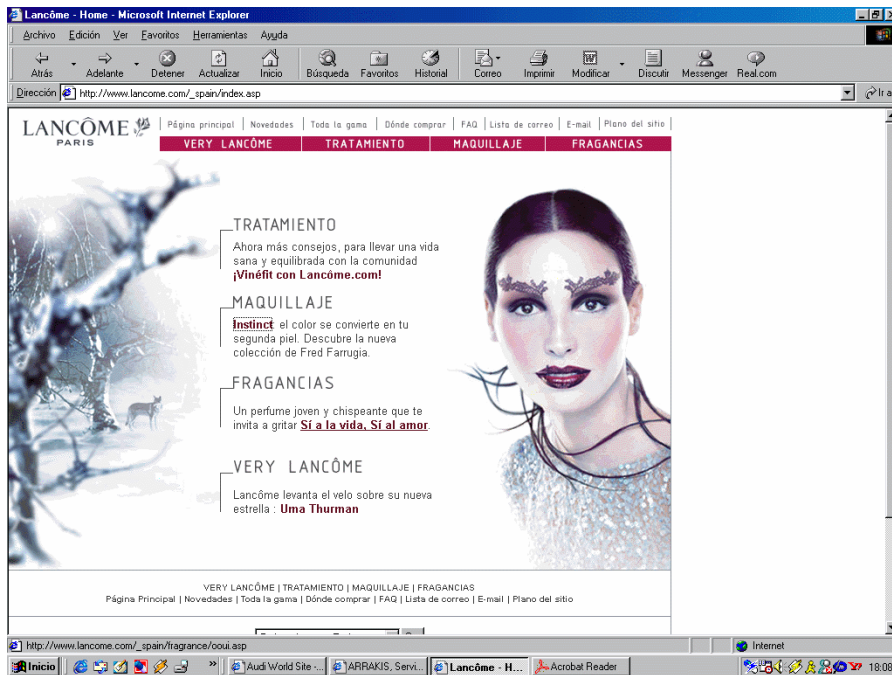 Lancôme - Home - Microsoft Internet Explorer
Archivo Edición Ver Favoritos Herramientas Ayuda
Atrás Adelante Detener Actualizar Inicio Búsqueda Favoritos Historial Correo Imprimir Modificar Discutir Messenger Real.com
Dirección http://www.lancome.com/_spain/index.asp Ir a
LANCÔME
PARIS
Página principal | Novedades | Toda la gama | Dónde comprar | FAQ | Lista de correo | E-mail | Plano del sitio |
VERY LANCÔME TRATAMIENTO MAQUILLAJE FRAGANCIAS
TRATAMIENTO
Ahora más consejos, para llevar una vida
sana y equilibrada con la comunidad
¡Vinéfit con Lancôme.com!
MAQUILLAJE
Instinct: el color se convierte en tu
segunda piel. Descubre la nueva
colección de Fred Farrugia.
FRAGANCIAS
Un perfume joven y chispeante que te
invita a gritar Sí a la vida, Sí al amor.
VERY LANCÔME
Lancôme levanta el velo sobre su nueva
estrella : Uma Thurman
VERY LANCÔME | TRATAMIENTO | MAQUILLAJE | FRAGANCIAS
Página Principal | Novedades | Toda la gama | Dónde comprar | FAQ | Lista de correo | E-mail | Plano del sitio
http://www.lancome.com/_spain/fragrance/ooui.asp Internet
Inicio » Audi World Site -... ARRAKIS, Servi... Lancôme - H... Acrobat Reader 18:08